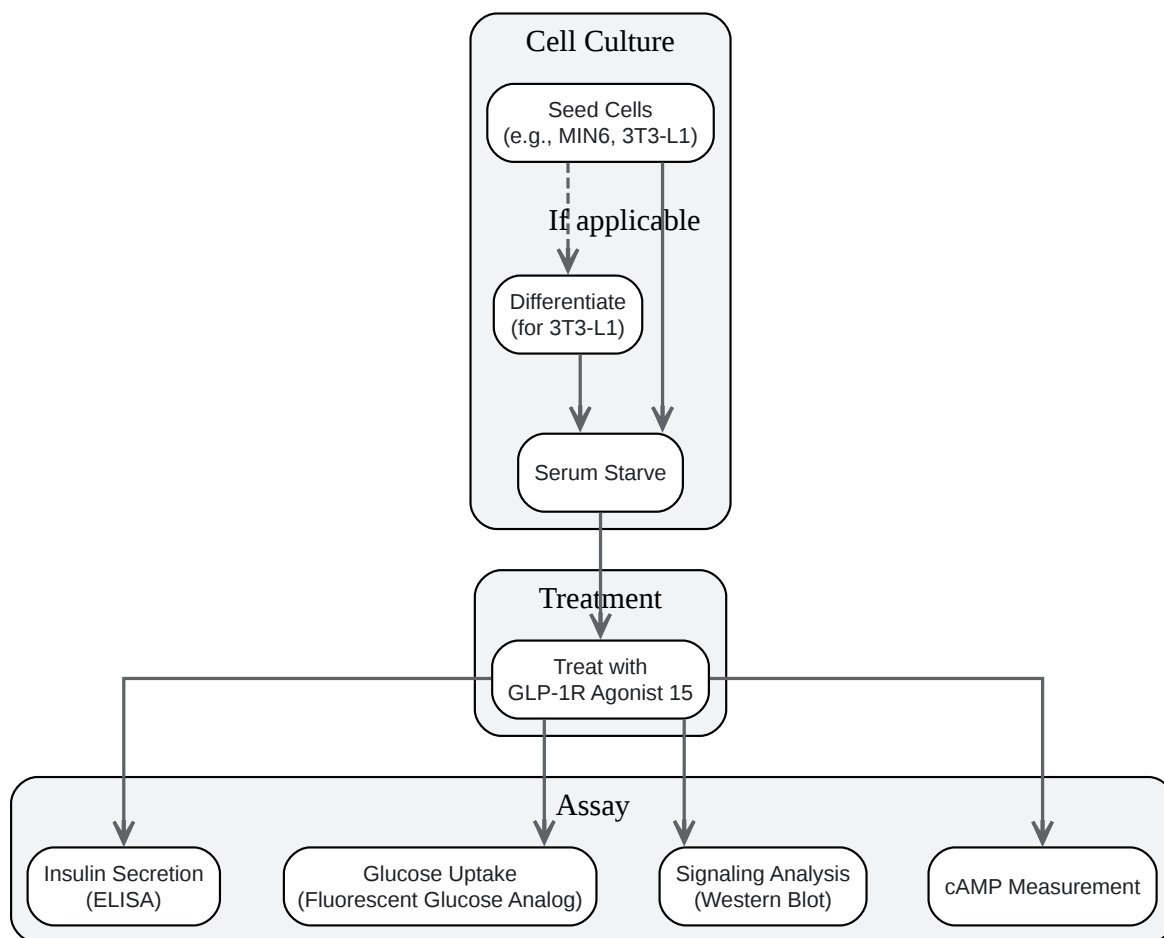 Cell Culture
Seed Cells
(e.g., MIN6, 3T3-L1)
If applicable
Differentiate
(for 3T3-L1)
Serum Starve
Treatment
Treat with
GLP-1R Agonist 15
Assay
Insulin Secretion
(ELISA)
Glucose Uptake
(Fluorescent Glucose Analog)
Signaling Analysis
(Western Blot)
cAMP Measurement